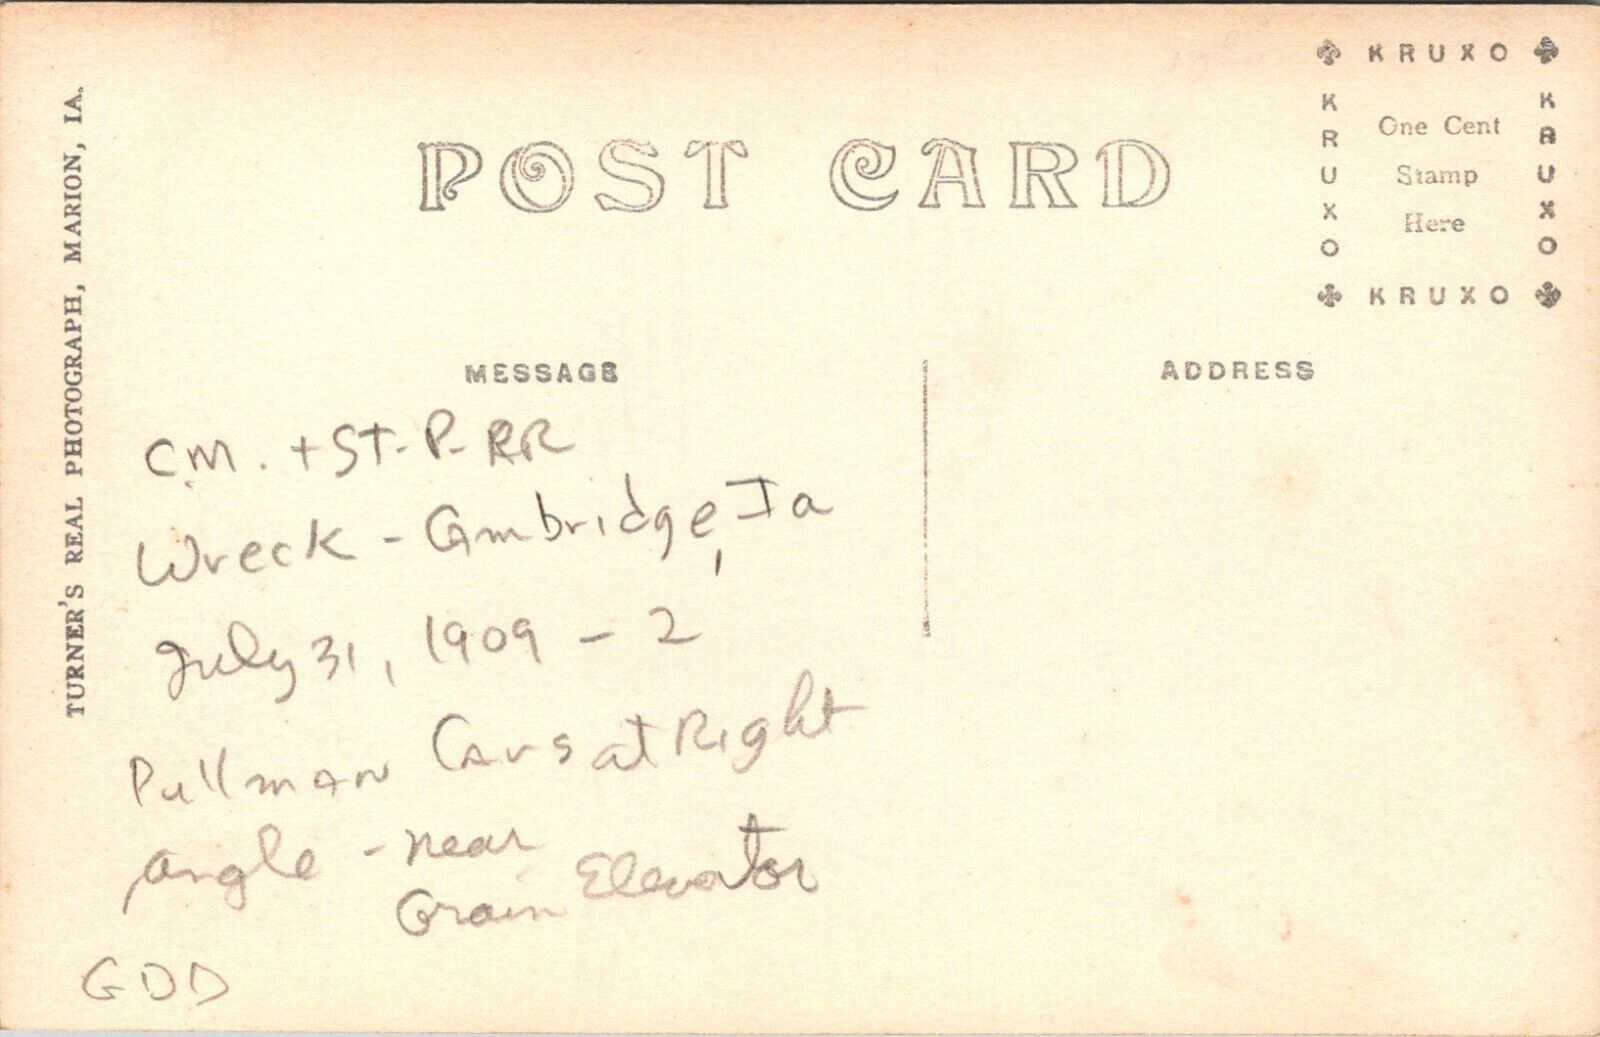 TURNER'S REAL PHOTOGRAPH, MARION, IA.
POST CARD
KRUXO
KRUXO
One Cent
Stamp
Here
KRUXO
KRUXO
MESSAGE
ADDRESS
CM. + ST-P-RR
Wreck - Cambridge, Ia
July 31, 1909 - 2
Pullman Cars at Right
angle - near
Grain Elevator
GDD